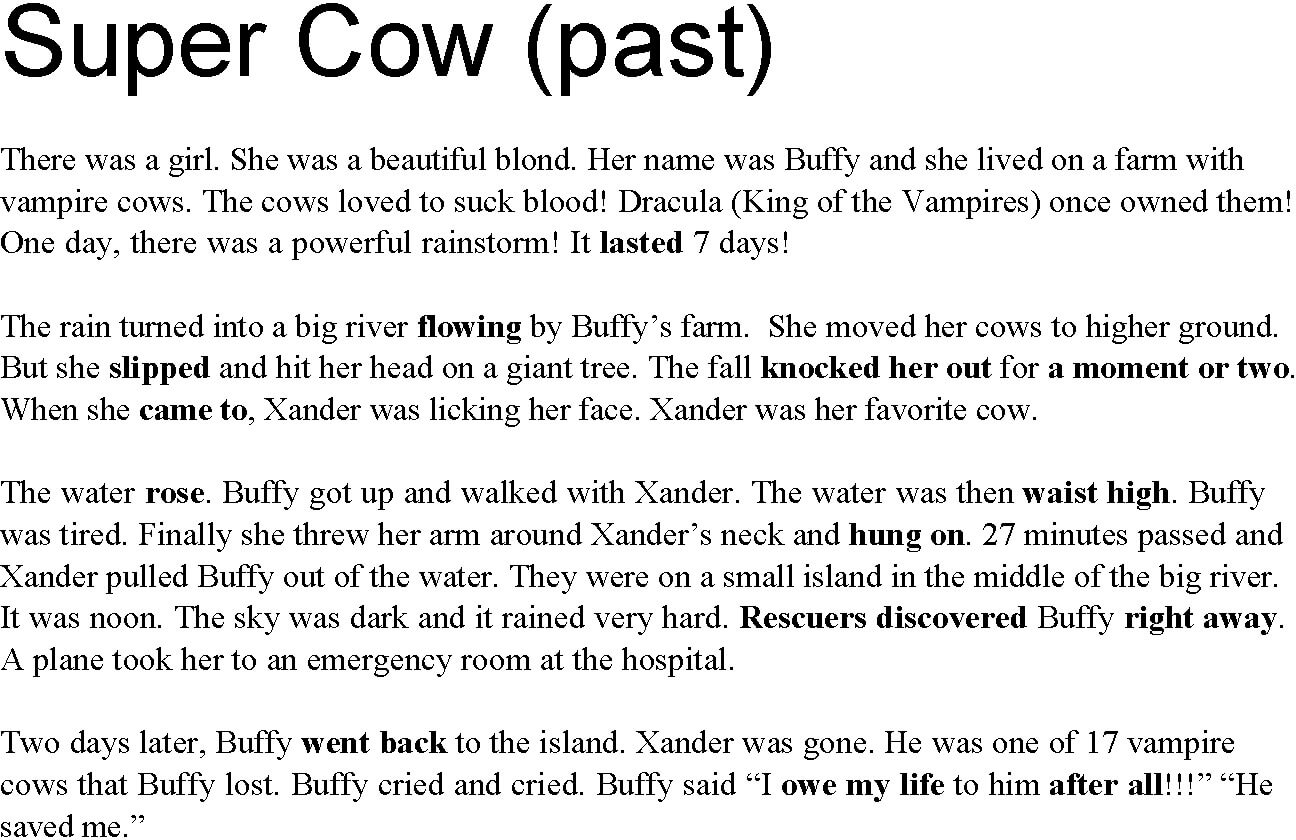 Super Cow (past)
There was a girl. She was a beautiful blond. Her name was Buffy and she lived on a farm with
vampire cows. The cows loved to suck blood! Dracula (King of the Vampires) once owned them!
One day, there was a powerful rainstorm! It lasted 7 days!
The rain turned into a big river flowing by Buffy’s farm.  She moved her cows to higher ground.
But she slipped and hit her head on a giant tree. The fall knocked her out for a moment or two.
When she came to, Xander was licking her face. Xander was her favorite cow.
The water rose. Buffy got up and walked with Xander. The water was then waist high. Buffy
was tired. Finally she threw her arm around Xander’s neck and hung on. 27 minutes passed and
Xander pulled Buffy out of the water. They were on a small island in the middle of the big river.
It was noon. The sky was dark and it rained very hard. Rescuers discovered Buffy right away.
A plane took her to an emergency room at the hospital.
Two days later, Buffy went back to the island. Xander was gone. He was one of 17 vampire
cows that Buffy lost. Buffy cried and cried. Buffy said “I owe my life to him after all!!!” “He
saved me.”